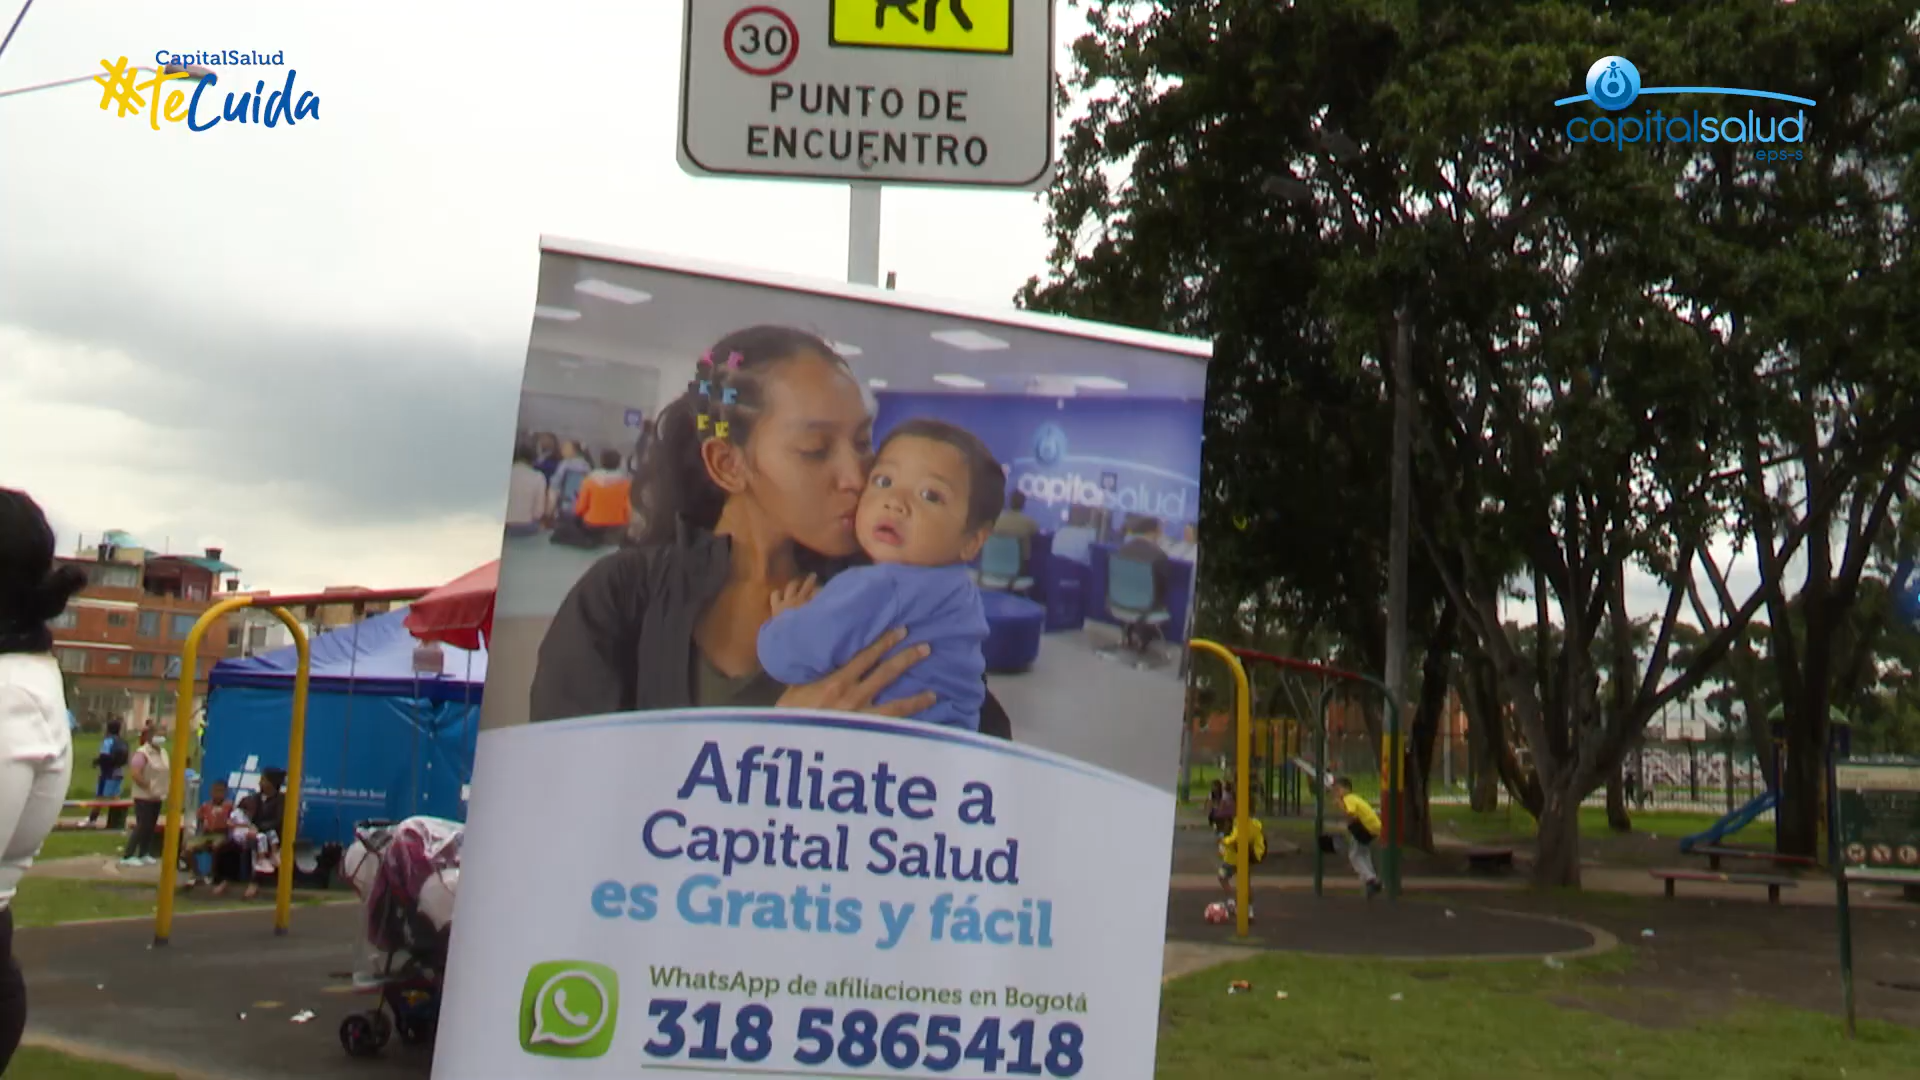 CapitalSalud
#TeCuida
capitalsalud
eps-s
30
PUNTO DE
ENCUENTRO
capitalsalud
Afíliate a
Capital Salud
es Gratis y fácil
WhatsApp de afiliaciones en Bogotá
318 5865418